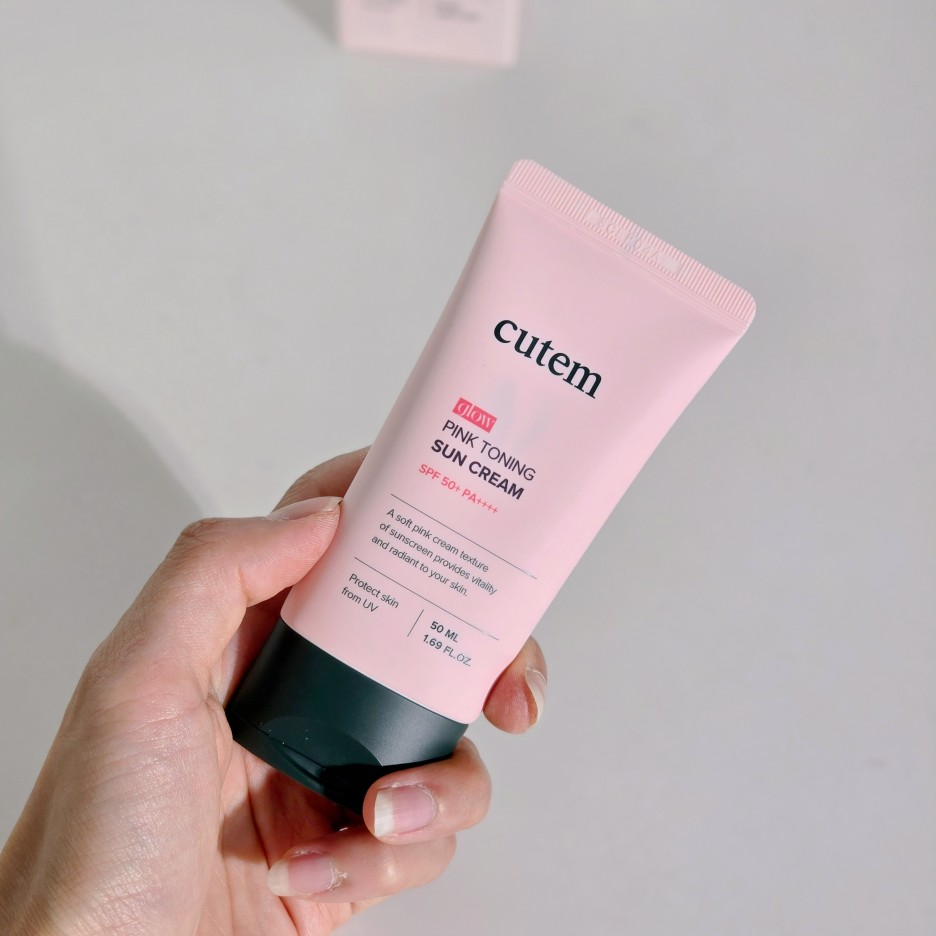 cutem
glow
PINK TONING
SUN CREAM
SPF 50+ PA++++
A soft pink cream texture
of sunscreen provides vitality
and radiant to your skin.
Protect skin
from UV
50 ML
1.69 FL.OZ.